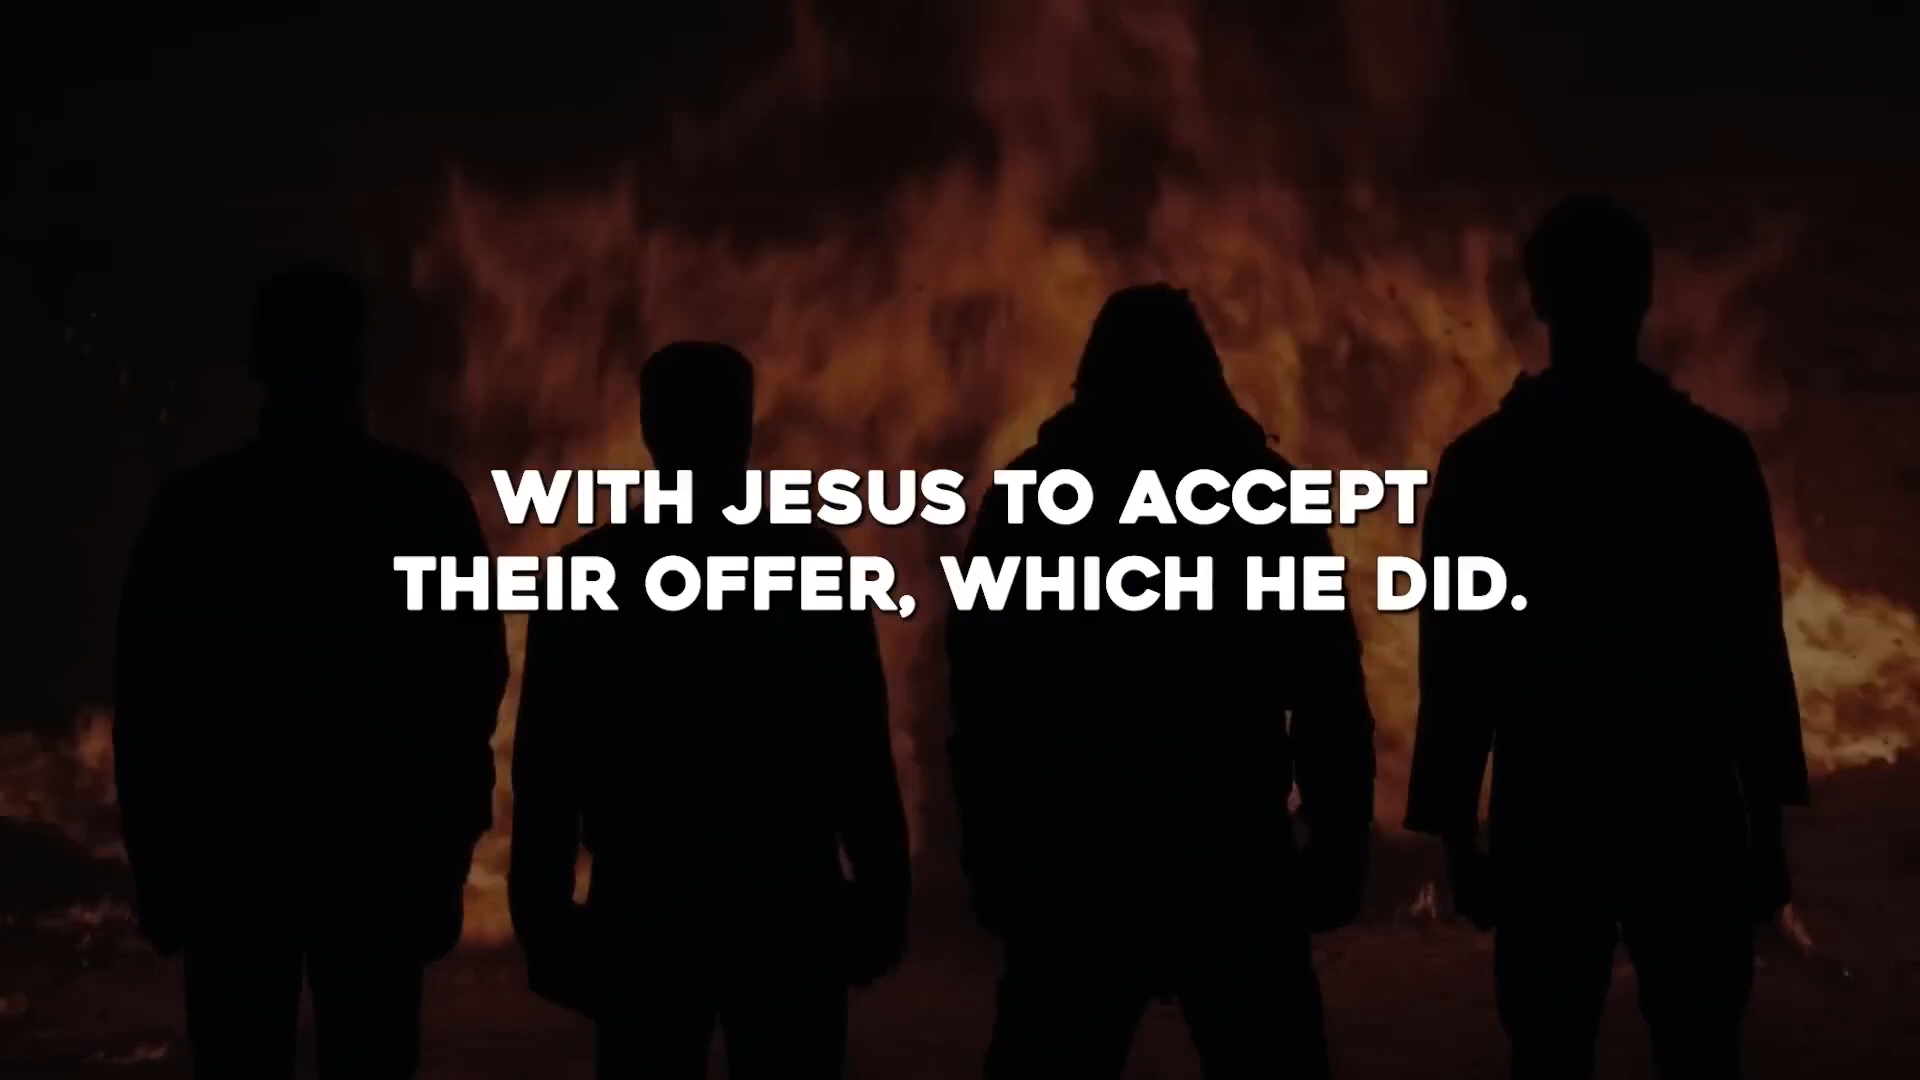 WITH JESUS TO ACCEPT
THEIR OFFER, WHICH HE DID.